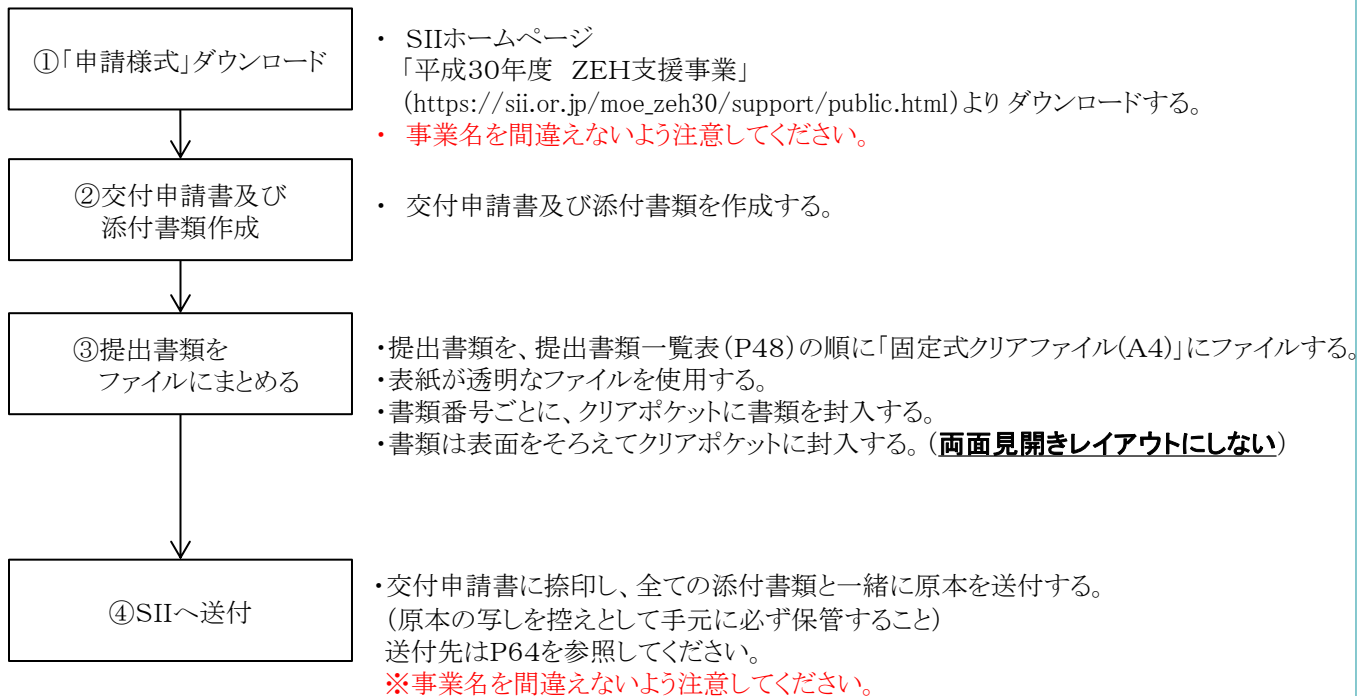 ①「申請様式」ダウンロード
・ SIIホームページ
「平成30年度 ZEH支援事業」
(https://sii.or.jp/moe_zeh30/support/public.html)より ダウンロードする。
・ 事業名を間違えないよう注意してください。
②交付申請書及び
添付書類作成
・ 交付申請書及び添付書類を作成する。
③提出書類を
ファイルにまとめる
・提出書類を、提出書類一覧表(P48)の順に「固定式クリアファイル(A4)」にファイルする。
・表紙が透明なファイルを使用する。
・書類番号ごとに、クリアポケットに書類を封入する。
・書類は表面をそろえてクリアポケットに封入する。(両面見開きレイアウトにしない)
④SIIへ送付
・交付申請書に捺印し、全ての添付書類と一緒に原本を送付する。
(原本の写しを控えとして手元に必ず保管すること)
送付先はP64を参照してください。
※事業名を間違えないよう注意してください。